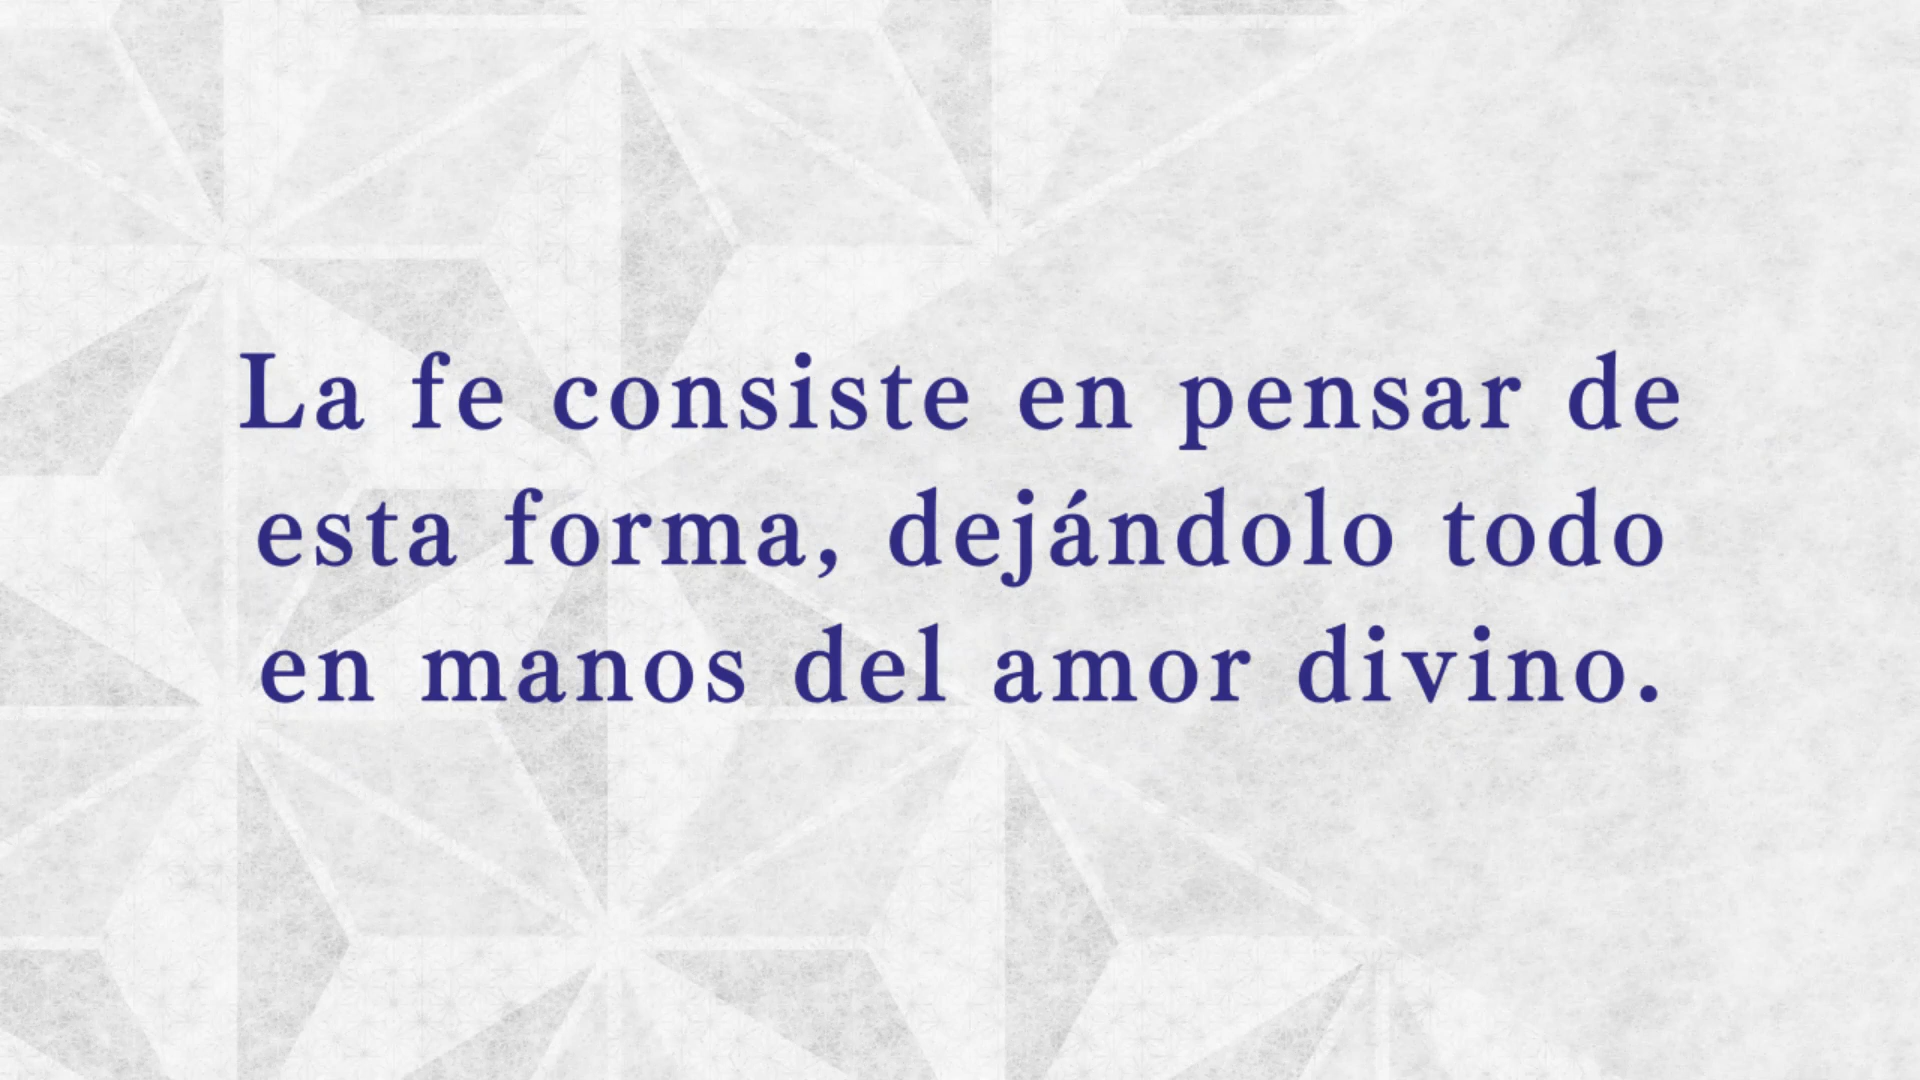 La fe consiste en pensar de
esta forma, dejándolo todo
en manos del amor divino.